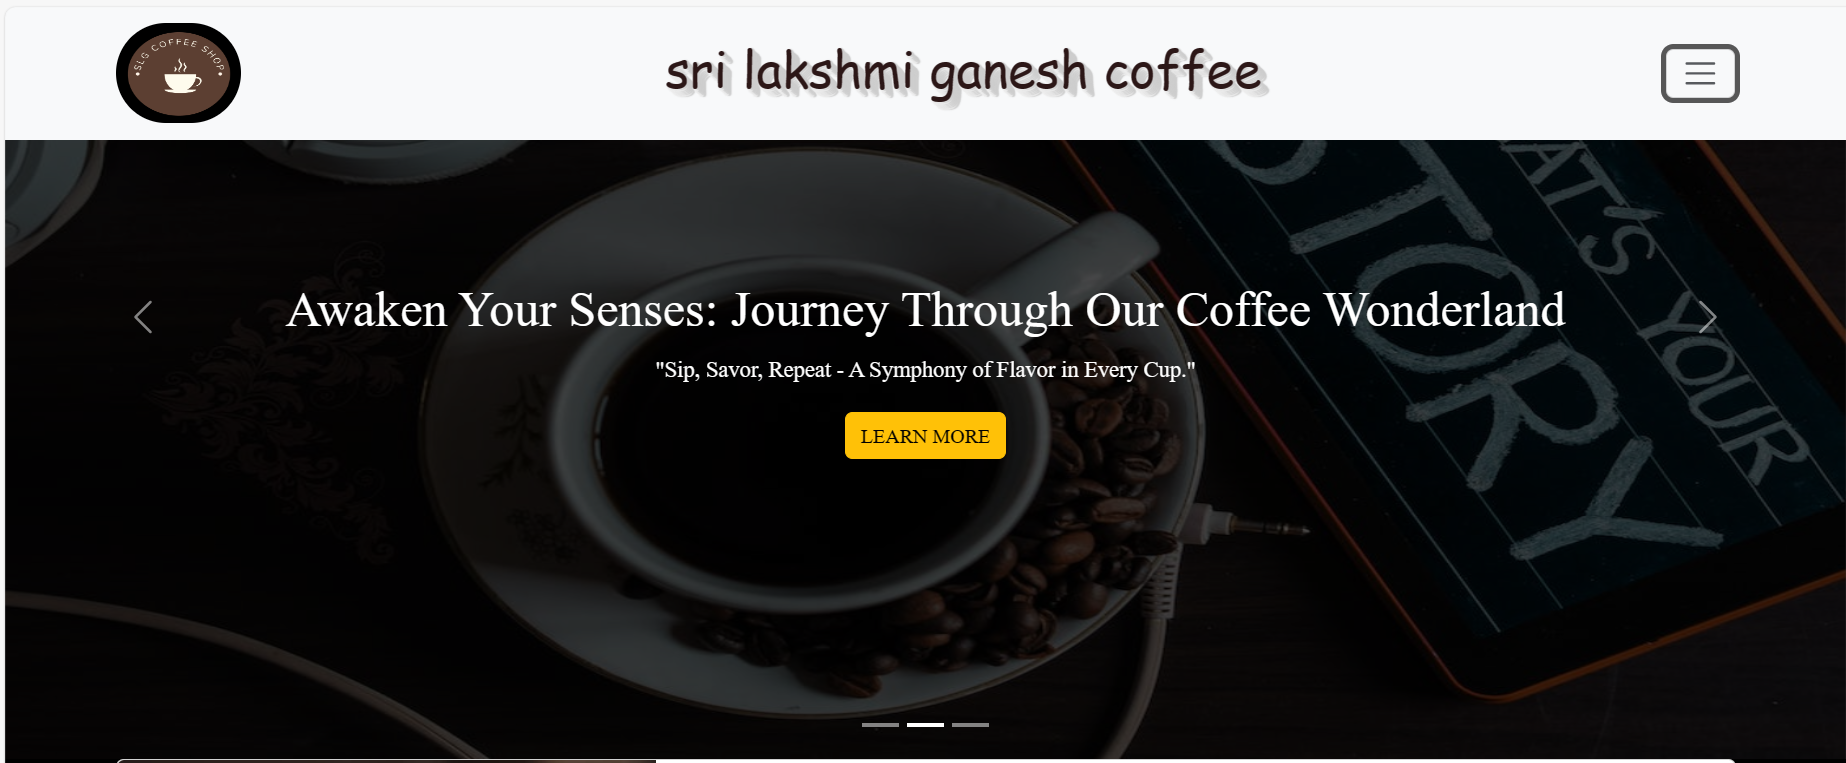 SLG COFFEE SHOP
sri lakshmi ganesh coffee
Awaken Your Senses: Journey Through Our Coffee Wonderland
"Sip, Savor, Repeat - A Symphony of Flavor in Every Cup."
LEARN MORE
AT'S YOUR
STORY